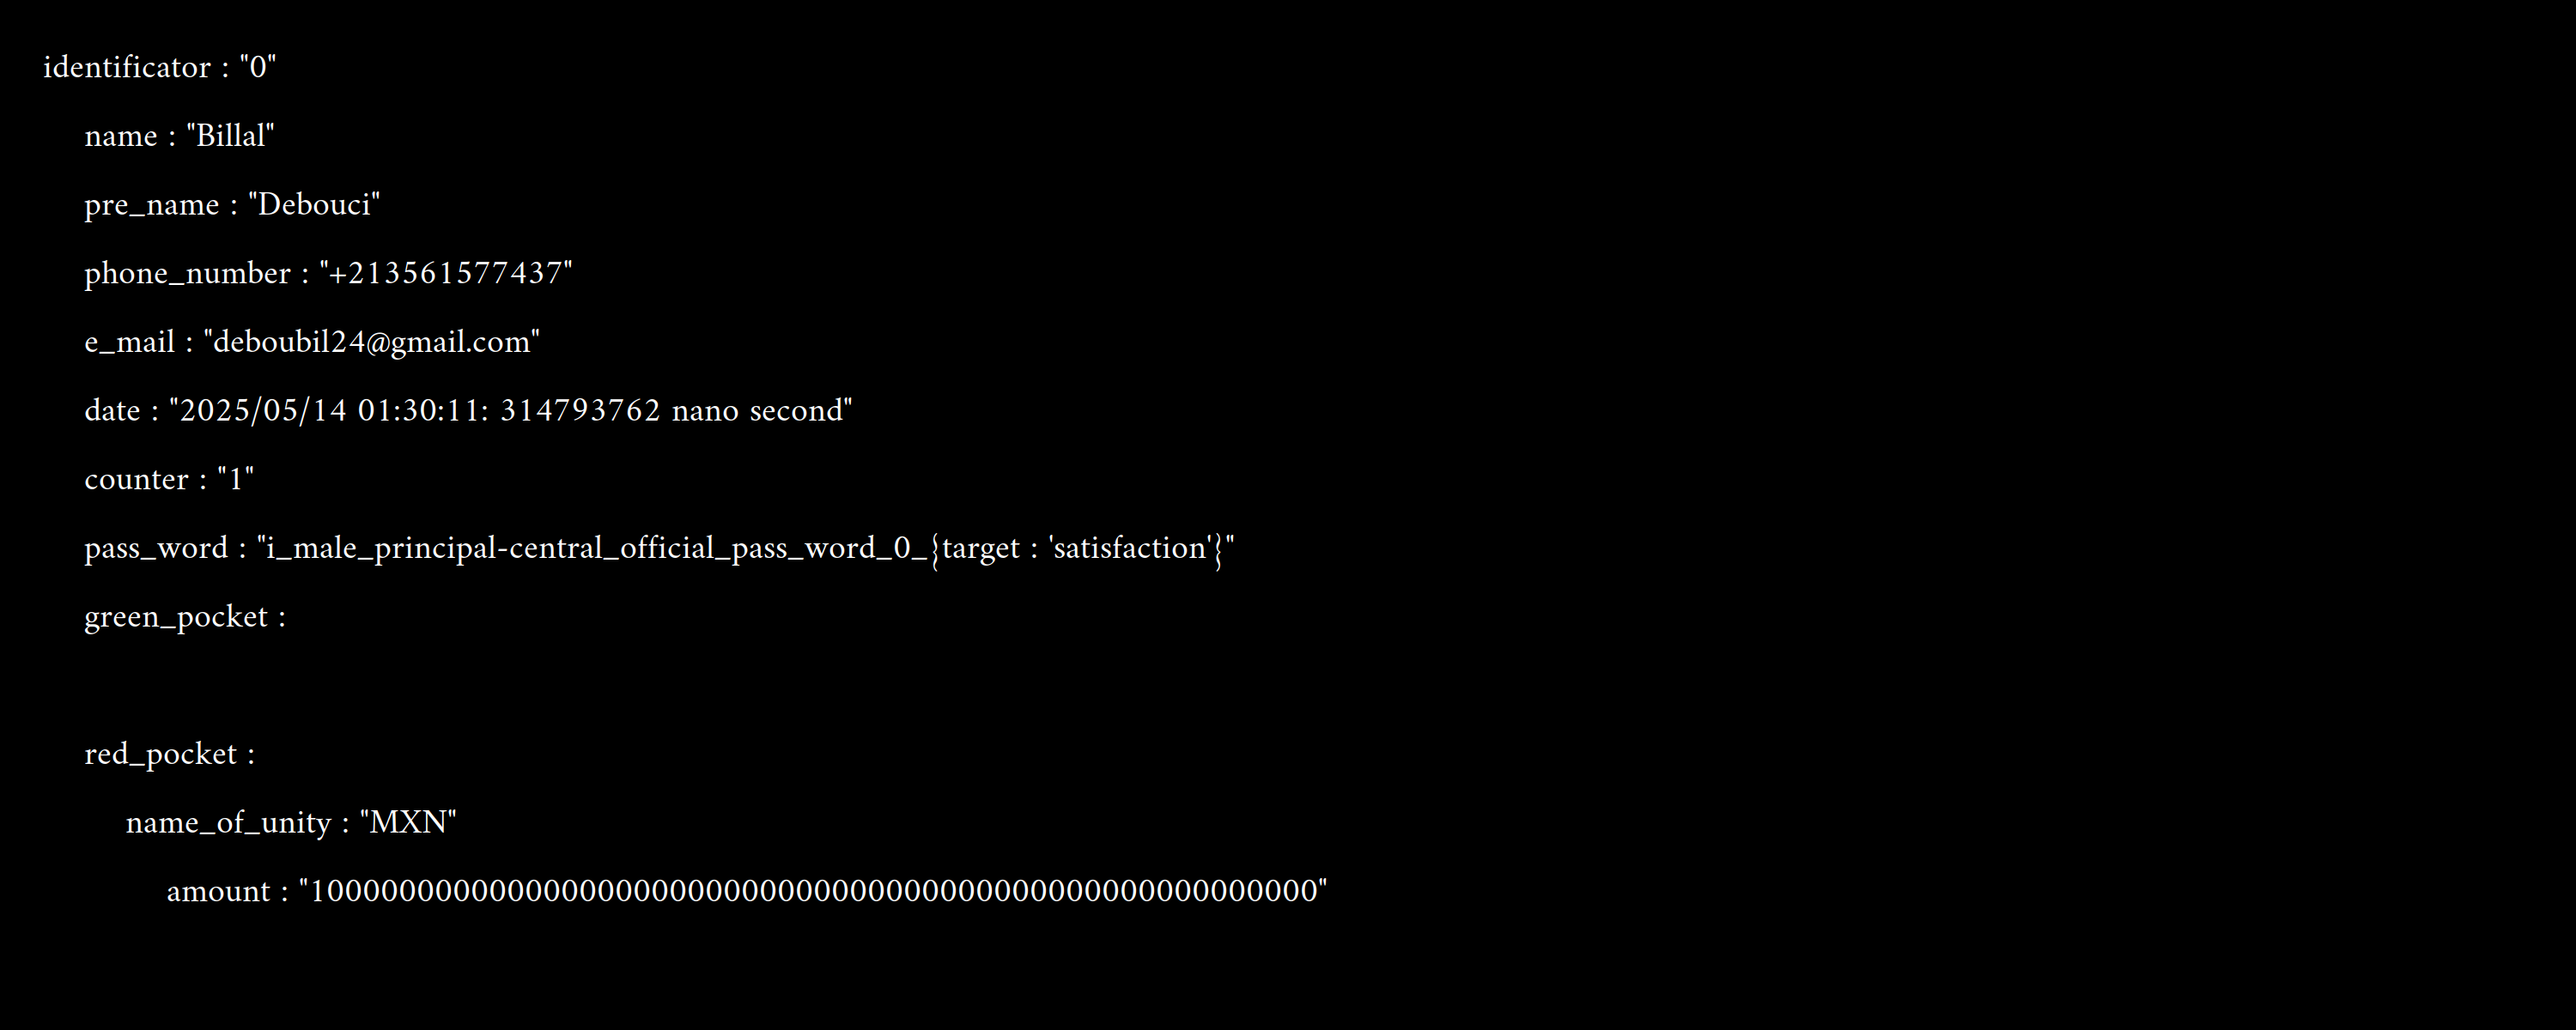 identificator : "0"
name : "Billal"
pre_name : "Debouci"
phone_number : "+213561577437"
e_mail : "deboubil24@gmail.com"
date : "2025/05/14 01:30:11: 314793762 nano second"
counter : "1"
pass_word : "i_male_principal-central_official_pass_word_0_{target : 'satisfaction'}"
green_pocket :
red_pocket :
name_of_unity : "MXN"
amount : "10000000000000000000000000000000000000000000000000000000"